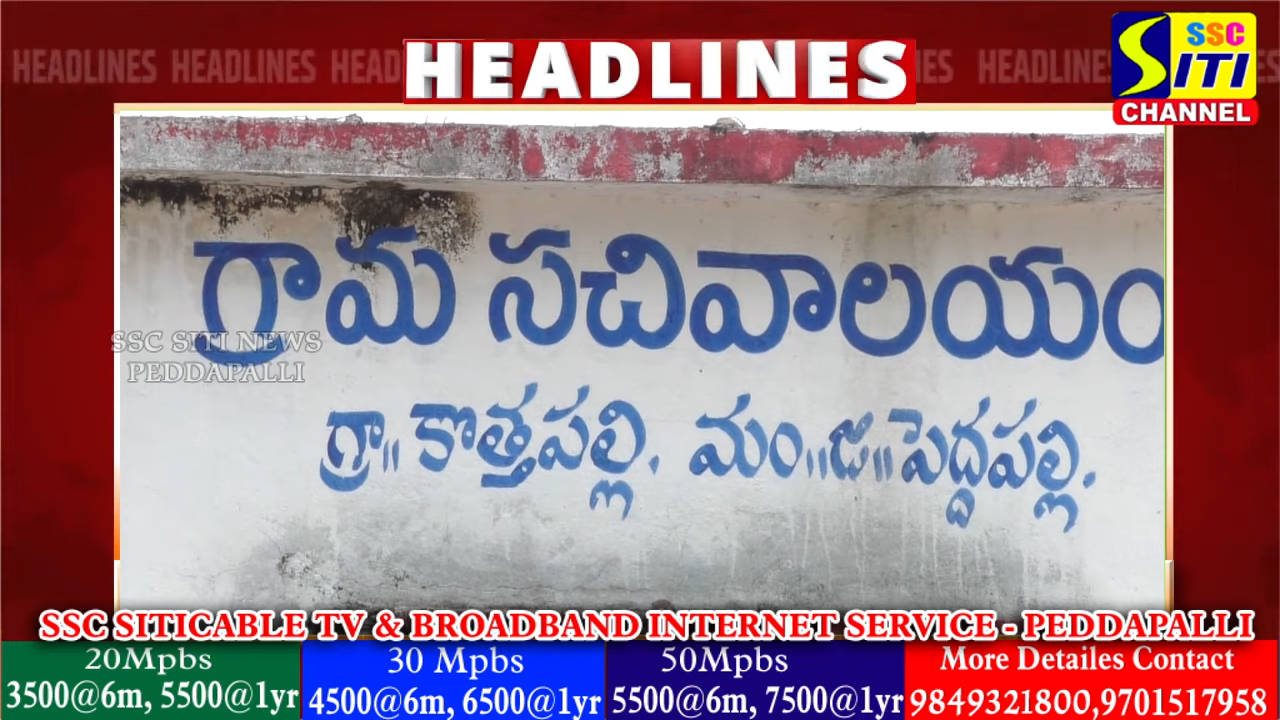 HEADLINES HEADLINES HEAD
HEADLINES
HEADLINES
SSC
SITI
CHANNEL
గ్రామ సచివాలయం
SSC SITI NEWS
PEDDAPALLI
గ్రా॥ కొత్తపల్లి. మం॥జి॥ పెద్దపల్లి.
SSC SITICABLE TV & BROADBAND INTERNET SERVICE - PEDDAPALLI
20Mpbs
3500@6m, 5500@1yr
30 Mpbs
4500@6m, 6500@1yr
50Mpbs
5500@6m, 7500@1yr
More Detailes Contact
9849321800,9701517958